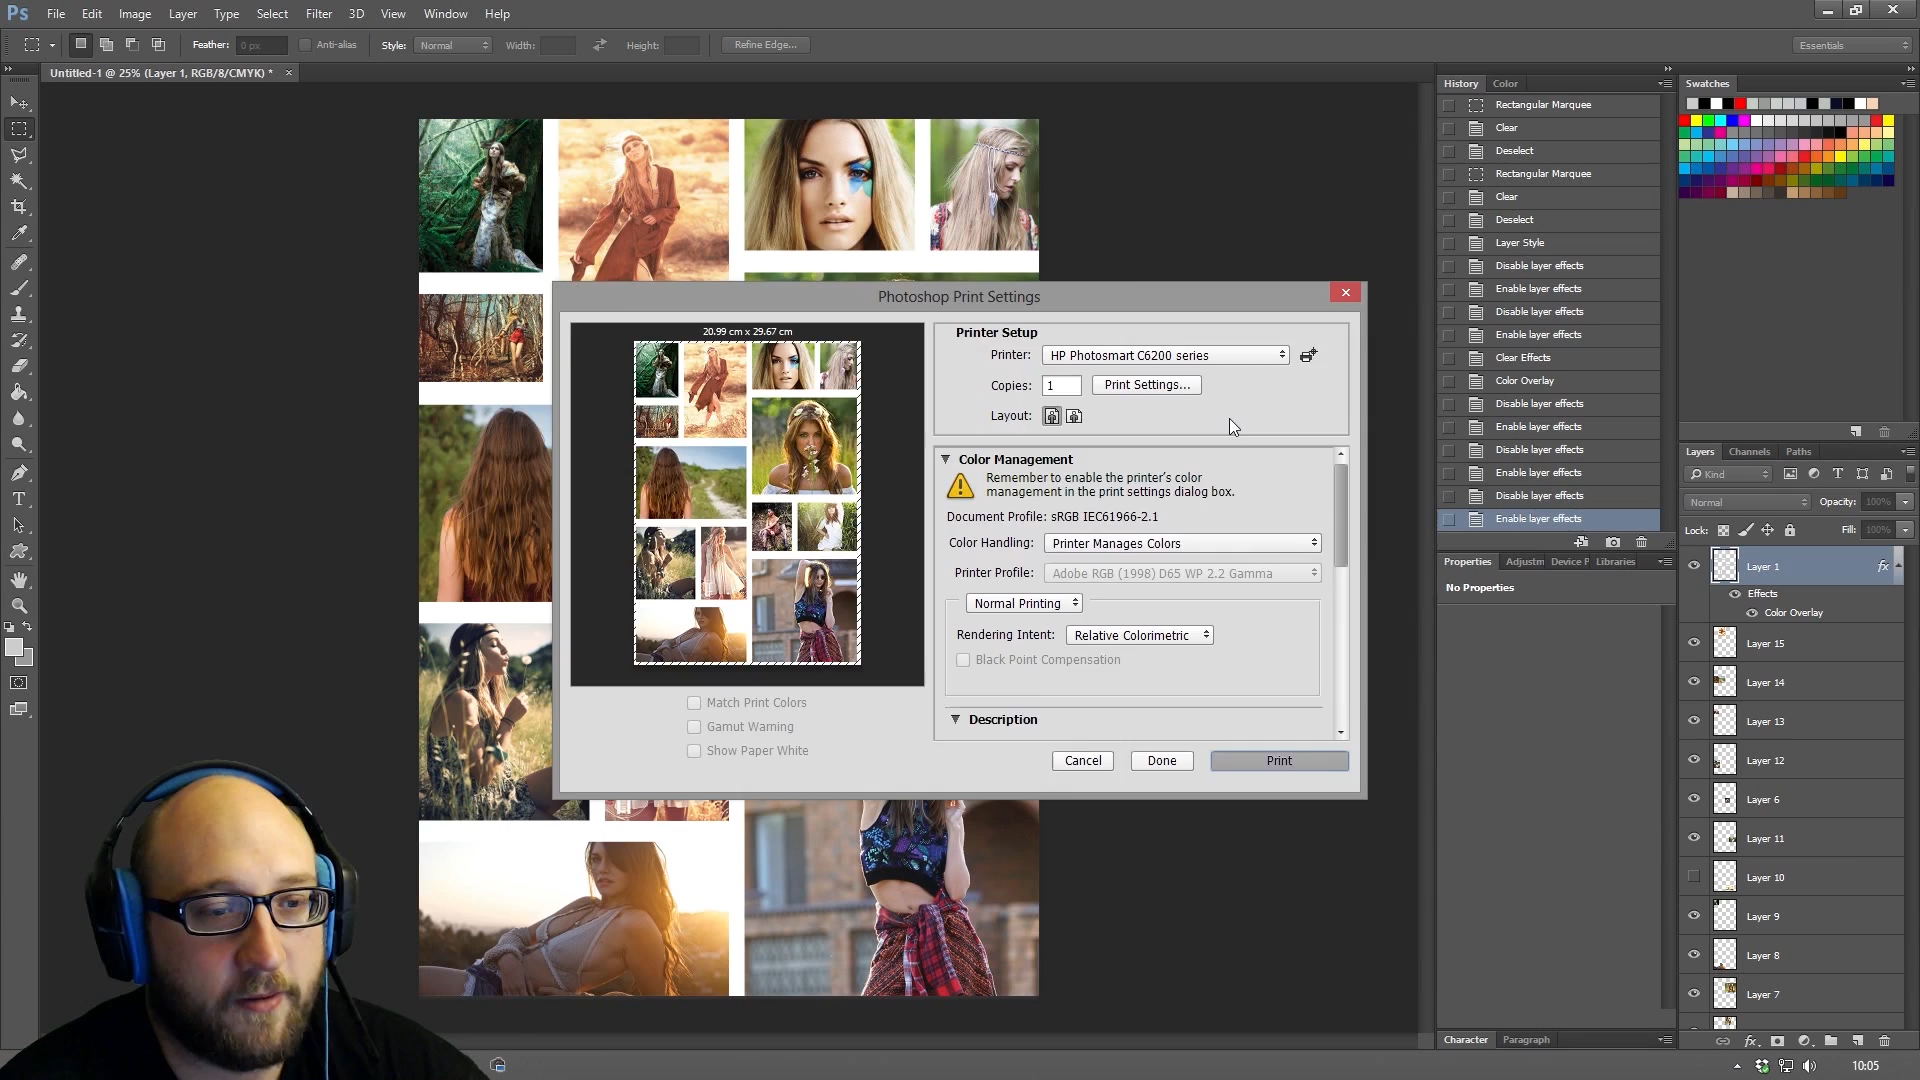 Ps File Edit Image Layer Type Select Filter 3D View Window Help
Feather: 0 px Anti-alias Style: Normal Width: Height: Refine Edge... Essentials
Untitled-1 @ 25% (Layer 1, RGB/8/CMYK) * ×
Photoshop Print Settings
20.99 cm x 29.67 cm
Match Print Colors
Gamut Warning
Show Paper White
Printer Setup
Printer: HP Photosmart C6200 series
Copies: 1 Print Settings...
Layout:
Color Management
Remember to enable the printer's color
management in the print settings dialog box.
Document Profile: sRGB IEC61966-2.1
Color Handling: Printer Manages Colors
Printer Profile: Adobe RGB (1998) D65 WP 2.2 Gamma
Normal Printing
Rendering Intent: Relative Colorimetric
Black Point Compensation
Description
Cancel Done Print
History Color
Rectangular Marquee
Clear
Deselect
Rectangular Marquee
Clear
Deselect
Layer Style
Disable layer effects
Enable layer effects
Disable layer effects
Enable layer effects
Clear Effects
Color Overlay
Disable layer effects
Enable layer effects
Disable layer effects
Enable layer effects
Disable layer effects
Enable layer effects
Properties Adjustm Device P Libraries
No Properties
Character Paragraph
Swatches
Layers Channels Paths
Kind
Normal Opacity: 100%
Lock: Fill: 100%
Layer 1 fx
Effects
Color Overlay
Layer 15
Layer 14
Layer 13
Layer 12
Layer 6
Layer 11
Layer 10
Layer 9
Layer 8
Layer 7
fx
10:05